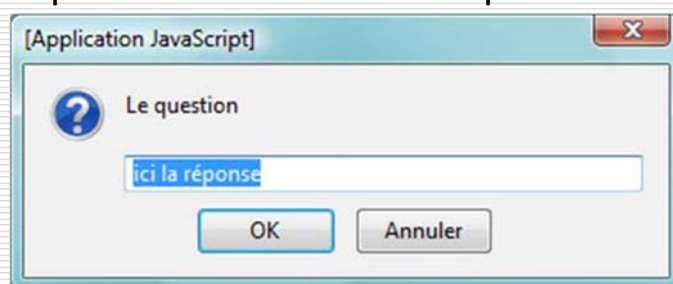 [Application JavaScript]
Le question
ici la réponse
OK
Annuler